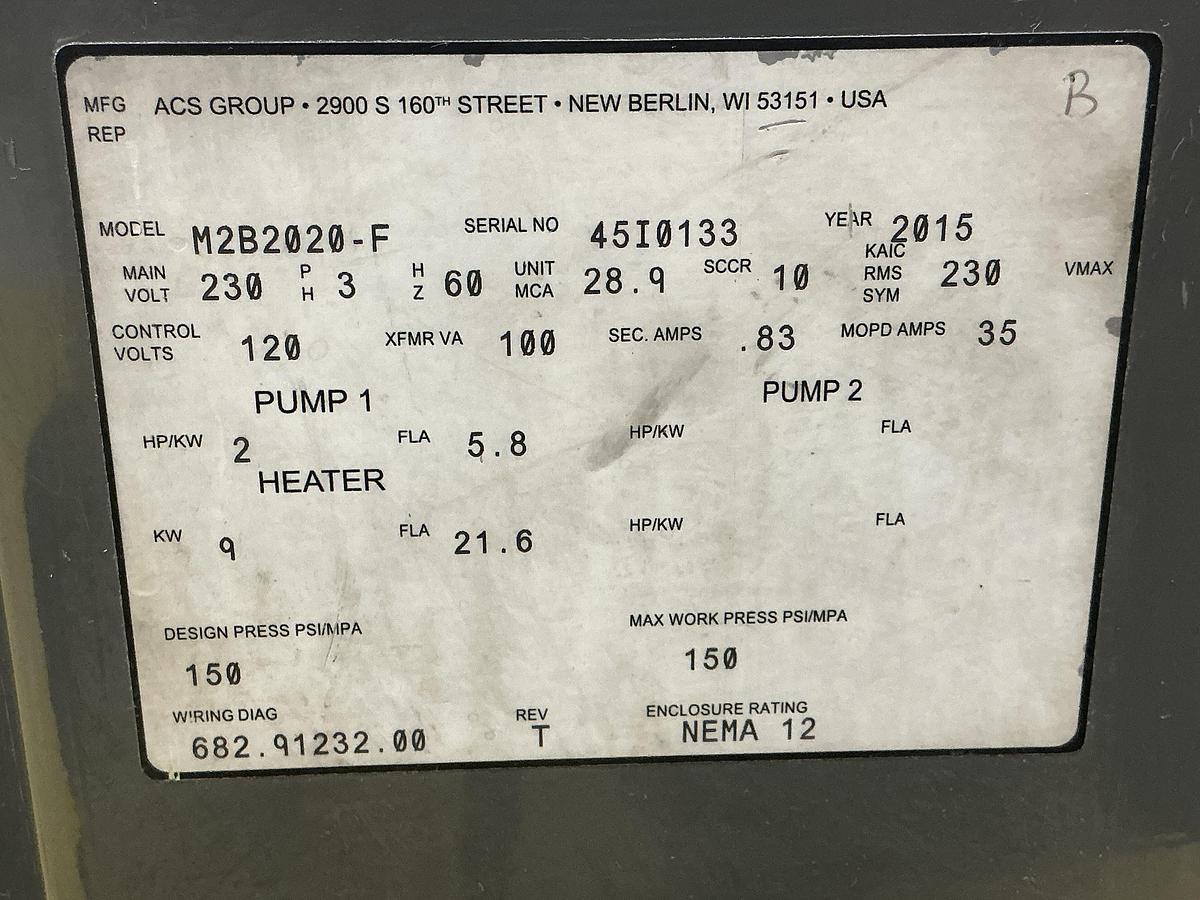 MFG ACS GROUP • 2900 S 160TH STREET • NEW BERLIN, WI 53151 • USA
B
REP
MODEL M2B2020-F SERIAL NO 45I0133 YEAR 2015
MAIN VOLT 230 PH 3 HZ 60 UNIT MCA 28.9 SCCR 10 KAIC RMS SYM 230 VMAX
CONTROL VOLTS 120 XFMR VA 100 SEC. AMPS .83 MOPD AMPS 35
PUMP 1 PUMP 2
HP/KW 2 FLA 5.8 HP/KW FLA
HEATER
KW 9 FLA 21.6 HP/KW FLA
DESIGN PRESS PSI/MPA MAX WORK PRESS PSI/MPA
150 150
WIRING DIAG REV ENCLOSURE RATING
682.91232.00 T NEMA 12